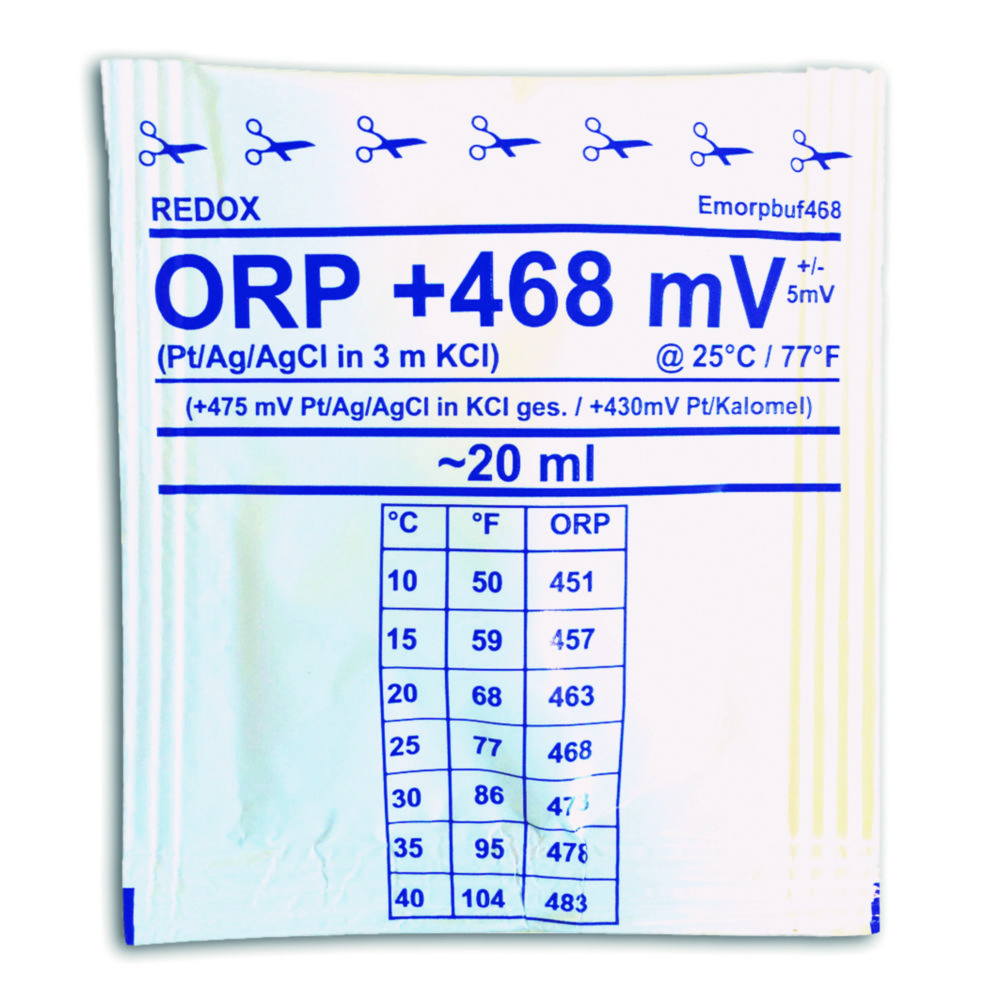 REDOX Emorpbuf468
ORP +468 mV +/- 5mV
(Pt/Ag/AgCl in 3 m KCl) @ 25°C / 77°F
(+475 mV Pt/Ag/AgCl in KCl ges. / +430mV Pt/Kalomel)
~20 ml
°C °F ORP
10 50 451
15 59 457
20 68 463
25 77 468
30 86
35 95 478
40 104 483